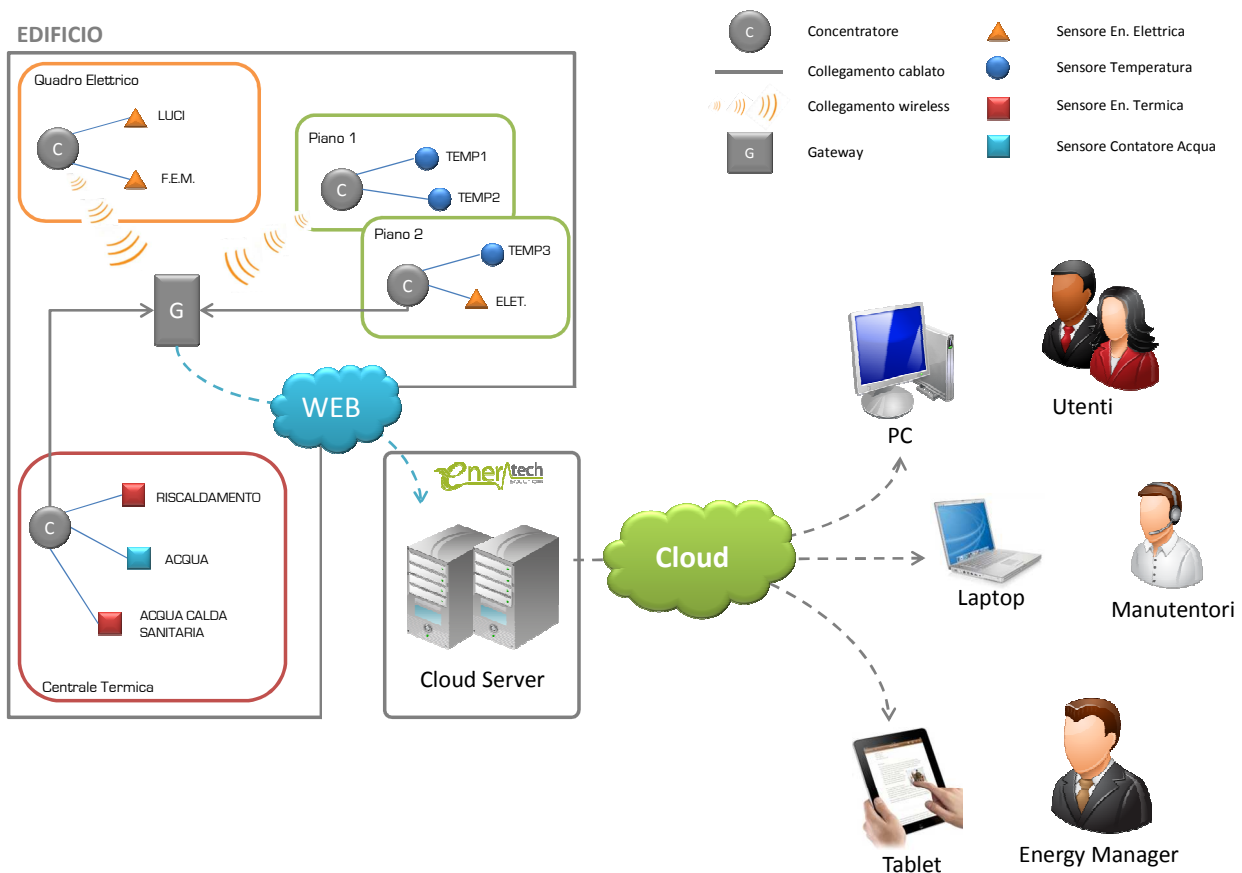 EDIFICIO
Quadro Elettrico
C
LUCI
F.E.M.
Piano 1
C
TEMP1
TEMP2
Piano 2
C
TEMP3
ELET.
G
WEB
C
RISCALDAMENTO
ACQUA
ACQUA CALDA
SANITARIA
Centrale Termica
enertech
SOLUTIONS
Cloud Server
Cloud
C
Concentratore
Collegamento cablato
Collegamento wireless
G
Gateway
Sensore En. Elettrica
Sensore Temperatura
Sensore En. Termica
Sensore Contatore Acqua
PC
Utenti
Laptop
Manutentori
Tablet
Energy Manager